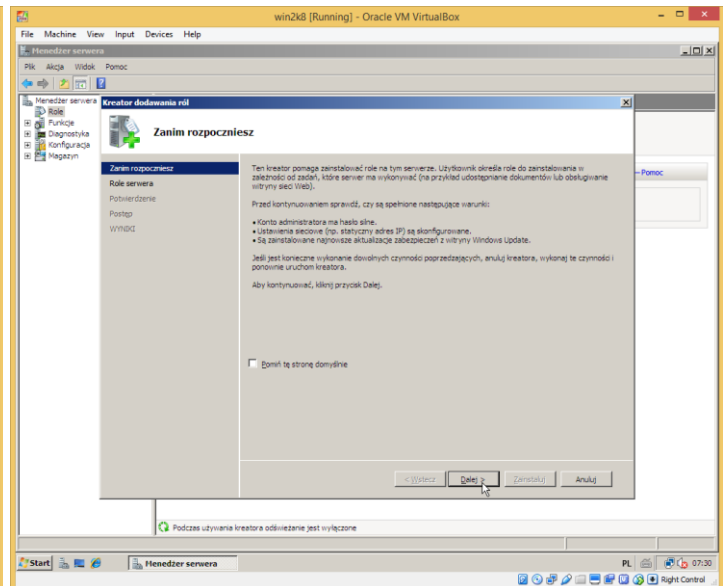 win2k8 [Running] - Oracle VM VirtualBox
File Machine View Input Devices Help
Menedżer serwera
Plik Akcja Widok Pomoc
Menedżer serwera
Role
Funkcje
Diagnostyka
Konfiguracja
Magazyn
Kreator dodawania ról
Zanim rozpoczniesz
Zanim rozpoczniesz
Role serwera
Potwierdzenie
Postęp
WYNIKI
Ten kreator pomaga zainstalować role na tym serwerze. Użytkownik określa role do zainstalowania w
zależności od zadań, które serwer ma wykonywać (na przykład udostępnianie dokumentów lub obsługiwanie
witryny sieci Web).
Przed kontynuowaniem sprawdź, czy są spełnione następujące warunki:
• Konto administratora ma hasło silne.
• Ustawienia sieciowe (np. statyczny adres IP) są skonfigurowane.
• Są zainstalowane najnowsze aktualizacje zabezpieczeń z witryny Windows Update.
Jeśli jest konieczne wykonanie dowolnych czynności poprzedzających, anuluj kreatora, wykonaj te czynności i
ponownie uruchom kreatora.
Aby kontynuować, kliknij przycisk Dalej.
Pomiń tę stronę domyślnie
< Wstecz Dalej > Zainstaluj Anuluj
– Pomoc
Podczas używania kreatora odświeżanie jest wyłączone
Start Menedżer serwera PL 07:30
Right Control